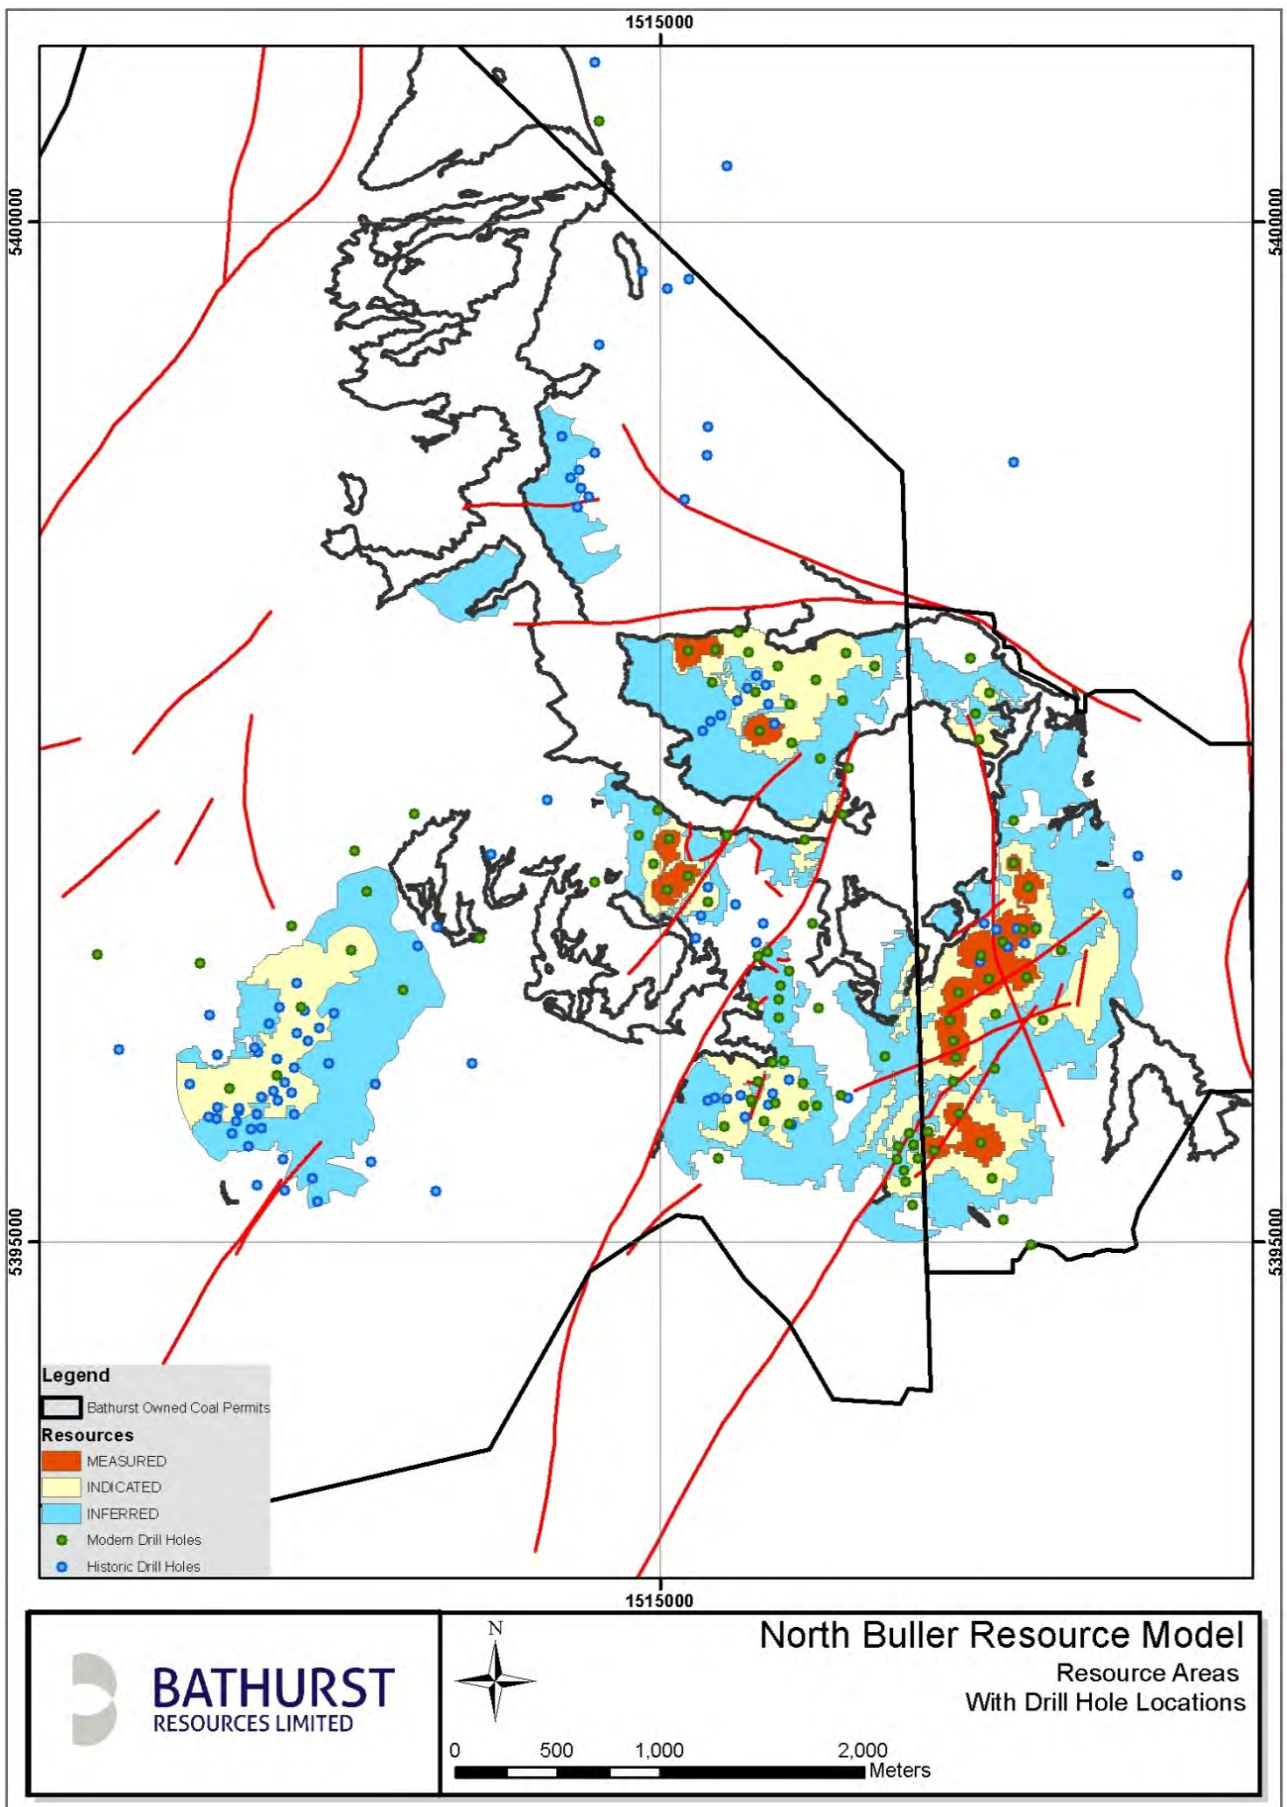 1515000
5400000
5400000
5395000
5395000
Legend
Bathurst Owned Coal Permits
Resources
MEASURED
INDICATED
INFERRED
Modern Drill Holes
Historic Drill Holes
1515000
BATHURST
RESOURCES LIMITED
N
0 500 1,000 2,000
Meters
North Buller Resource Model
Resource Areas
With Drill Hole Locations